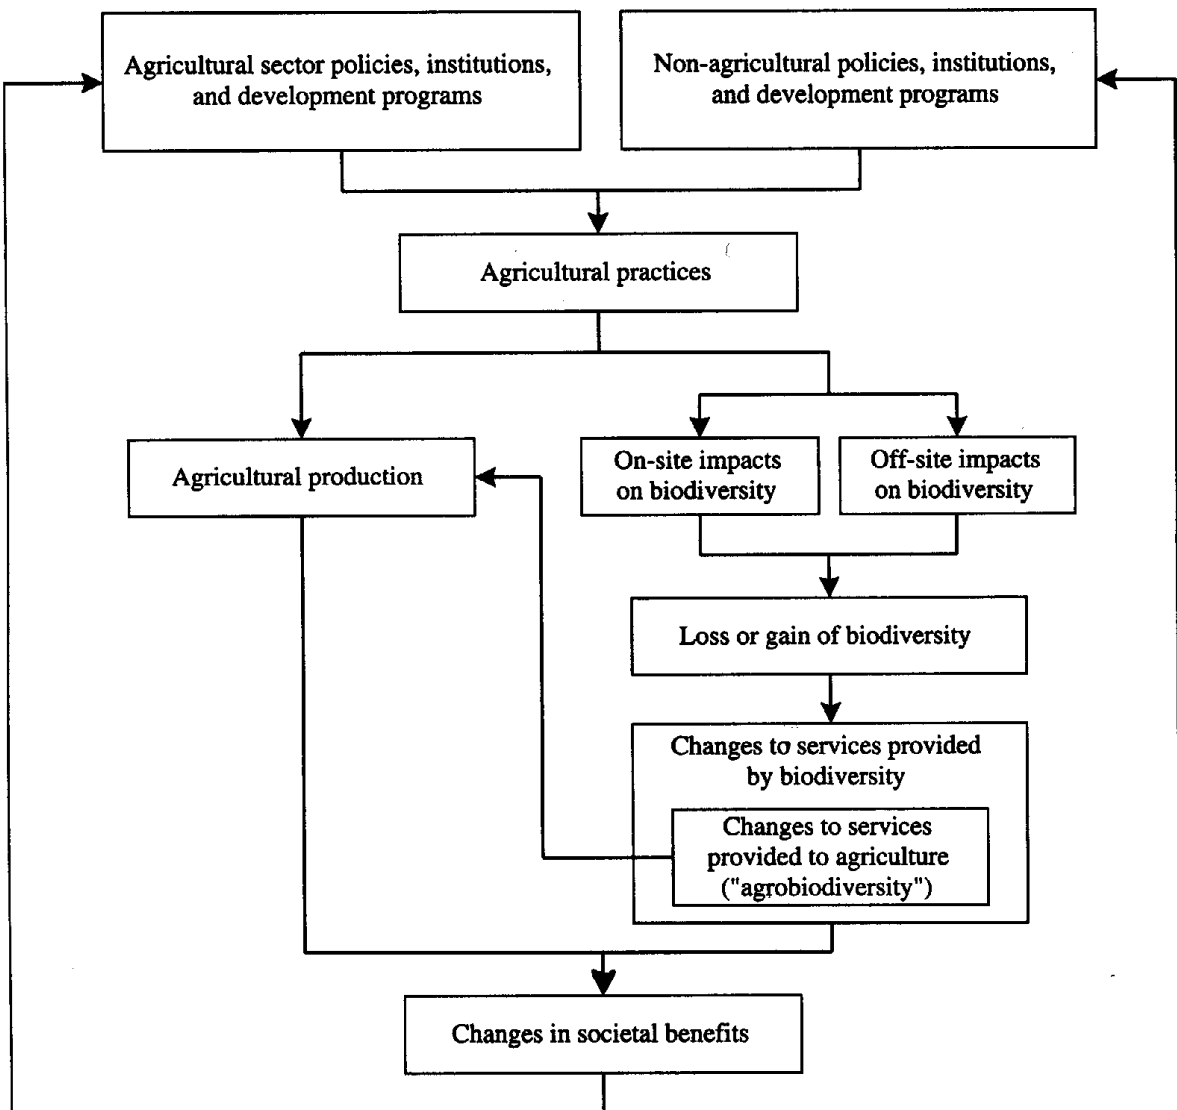 Agricultural sector policies, institutions,
and development programs
Non-agricultural policies, institutions,
and development programs
Agricultural practices
Agricultural production
On-site impacts
on biodiversity
Off-site impacts
on biodiversity
Loss or gain of biodiversity
Changes to services provided
by biodiversity
Changes to services
provided to agriculture
("agrobiodiversity")
Changes in societal benefits